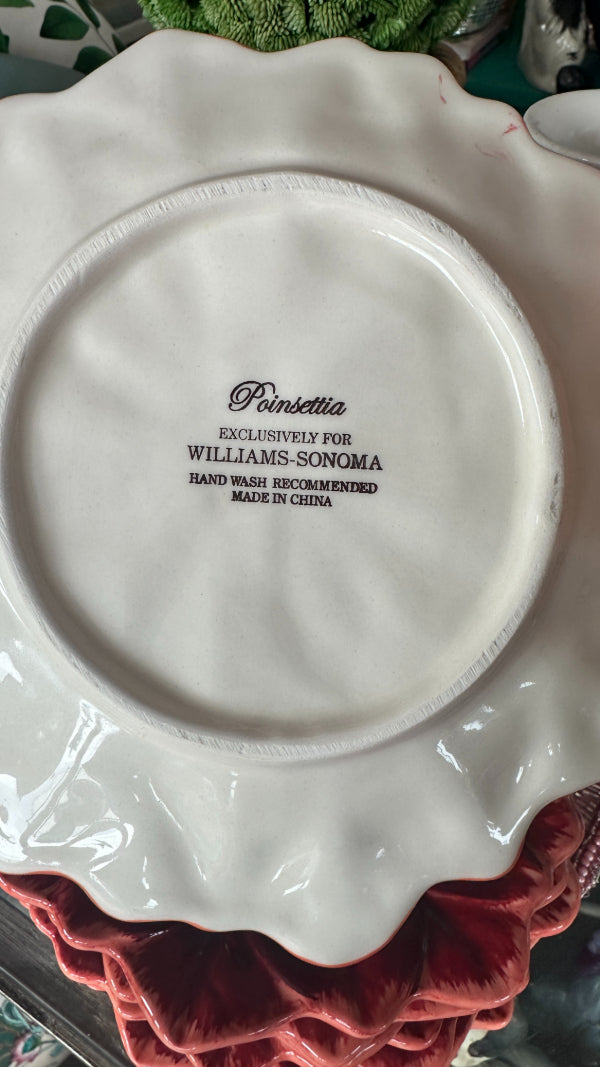 Poinsettia
EXCLUSIVELY FOR
WILLIAMS-SONOMA
HAND WASH RECOMMENDED
MADE IN CHINA